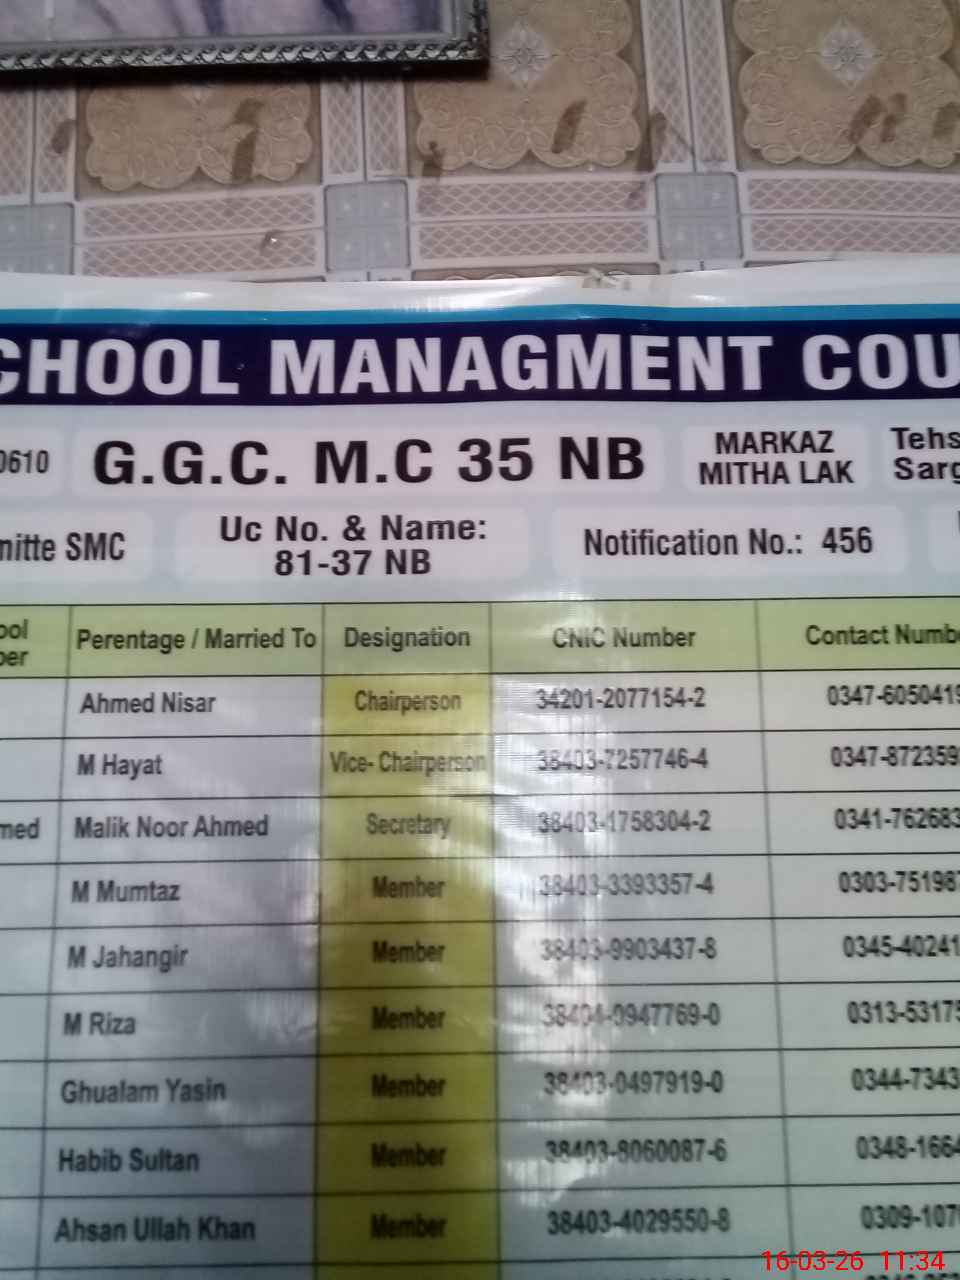 CHOOL MANAGMENT COU
0610 G.G.C. M.C 35 NB MARKAZ MITHA LAK Tehs Sarg
mitte SMC Uc No. & Name: 81-37 NB Notification No.: 456
ool ber Perentage / Married To Designation CNIC Number Contact Numbe
Ahmed Nisar Chairperson 34201-2077154-2 0347-6050419
M Hayat Vice- Chairperson 38403-7257746-4 0347-872359
med Malik Noor Ahmed Secretary 38403-1758304-2 0341-762683
M Mumtaz Member 38403-3393357-4 0303-751987
M Jahangir Member 38403-9903437-8 0345-40241
M Riza Member 38404-0947769-0 0313-53175
Ghualam Yasin Member 38403-0497919-0 0344-7343
Habib Sultan Member 38403-8060087-6 0348-1664
Ahsan Ullah Khan Member 38403-4029550-8 0309-107
16-03-26 11:34